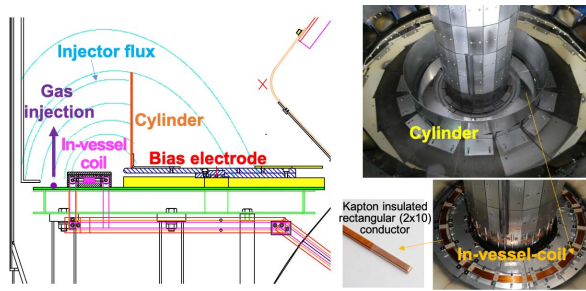 Injector flux
Gas
injection
Cylinder
In-vessel
coil
Bias electrode
Cylinder
Kapton insulated
rectangular (2x10)
conductor
In-vessel-coil